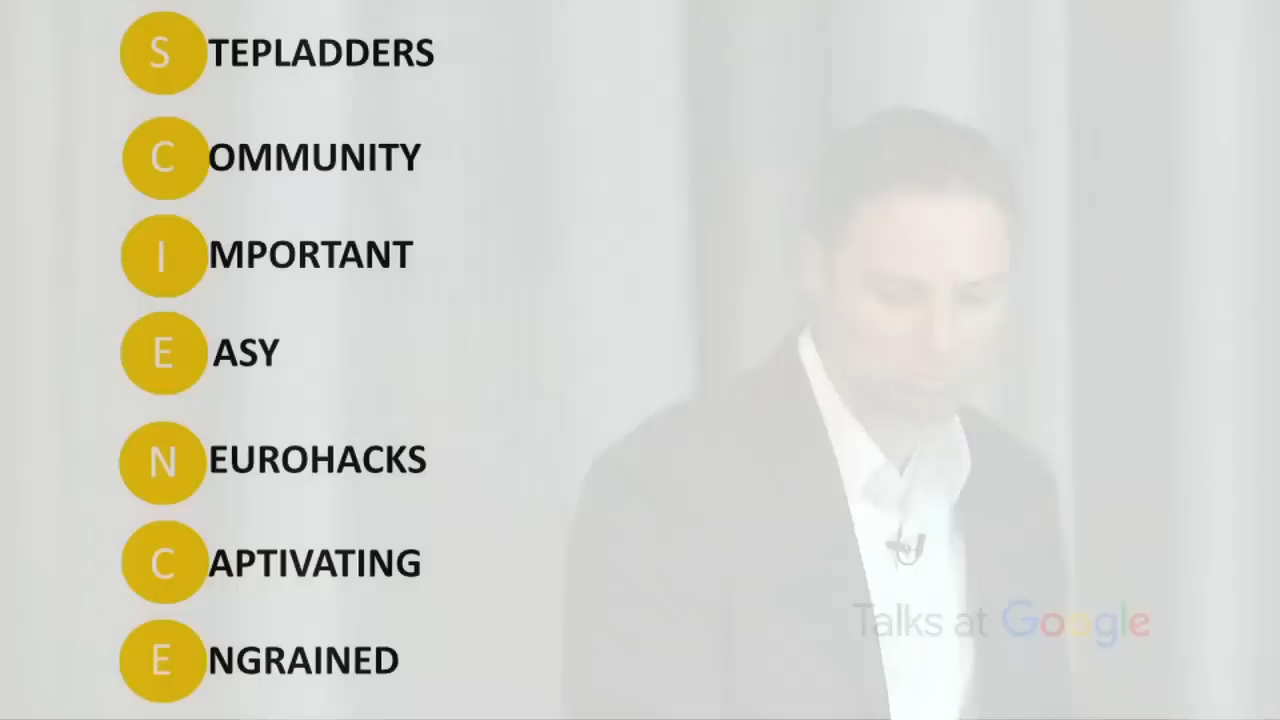 STEPLADDERS
COMMUNITY
IMPORTANT
EASY
NEUROHACKS
CAPTIVATING
ENGRAINED
Talks at Google